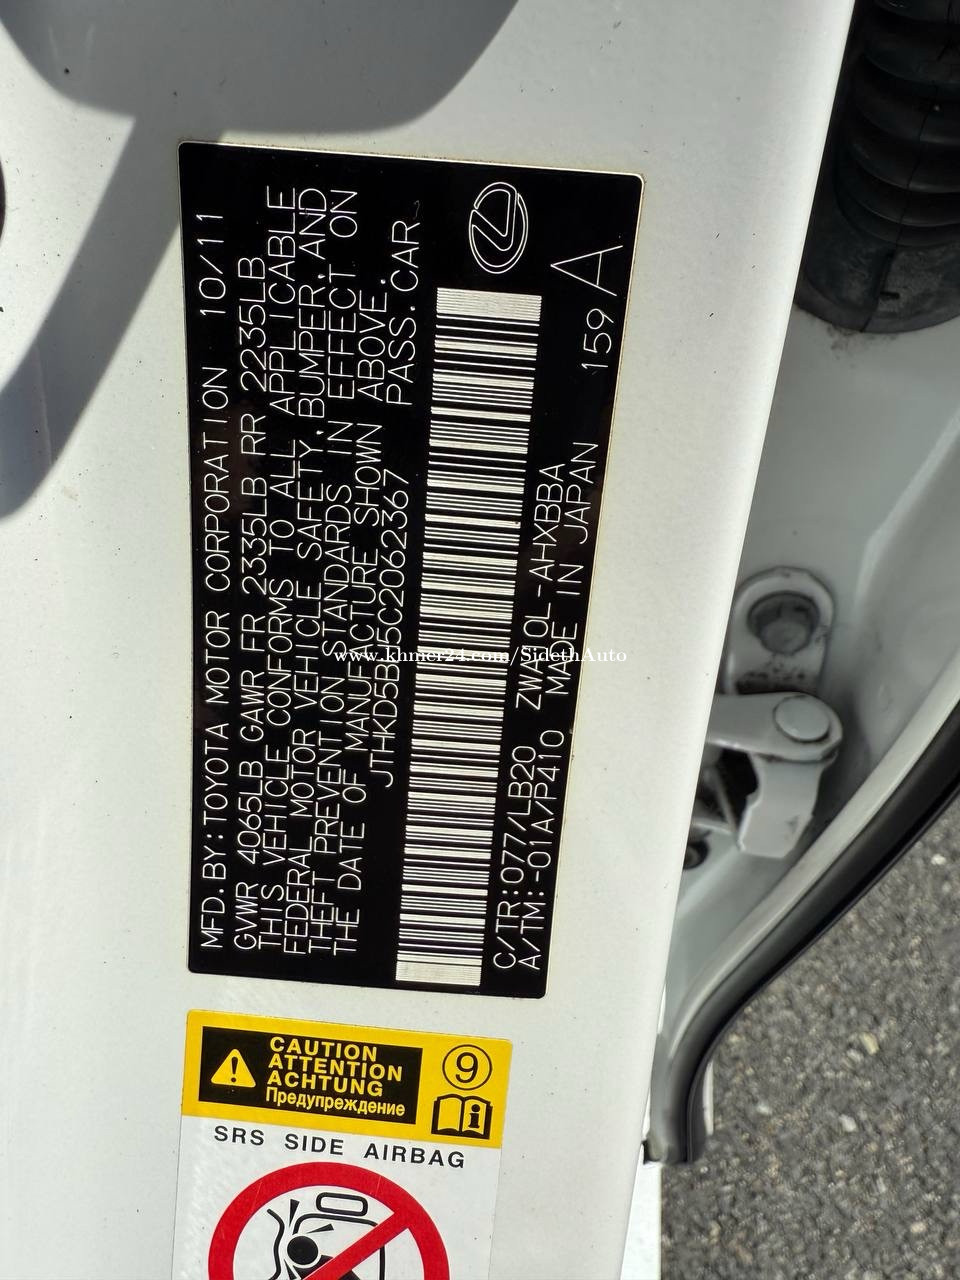 MFD. BY: TOYOTA MOTOR CORPORATION 10/11
GVWR 4065LB GAWR FR 2335LB RR 2235LB
THIS VEHICLE CONFORMS TO ALL APPLICABLE
FEDERAL MOTOR VEHICLE SAFETY, BUMPER, AND
THEFT PREVENTION STANDARDS IN EFFECT ON
THE DATE OF MANUFACTURE SHOWN ABOVE.
JTHKD5BH5C2062367 PASS. CAR
C/TR: 077/LB20 ZWA10L-AHXBBA
A/TM: -01A/P410 MADE IN JAPAN 159 A
www.khmer24.com/SidethAuto
CAUTION
ATTENTION
ACHTUNG
Предупреждение
9
i
SRS SIDE AIRBAG